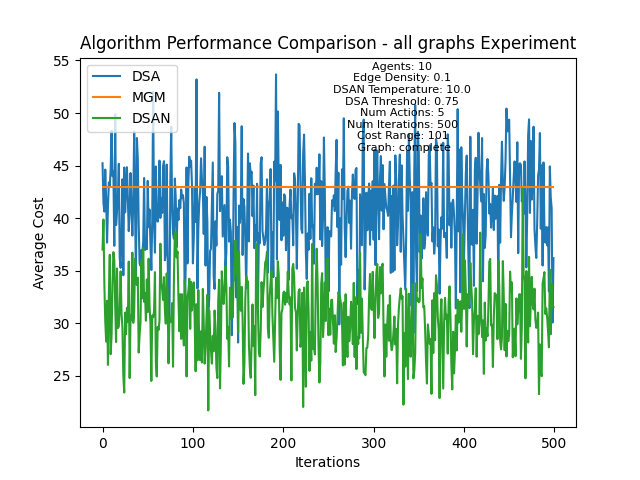 Algorithm Performance Comparison - all graphs Experiment
DSA
MGM
DSAN
Agents: 10
Edge Density: 0.1
DSAN Temperature: 10.0
DSA Threshold: 0.75
Num Actions: 5
Num Iterations: 500
Cost Range: 101
Graph: complete
Average Cost
55
50
45
40
35
30
25
0 100 200 300 400 500
Iterations